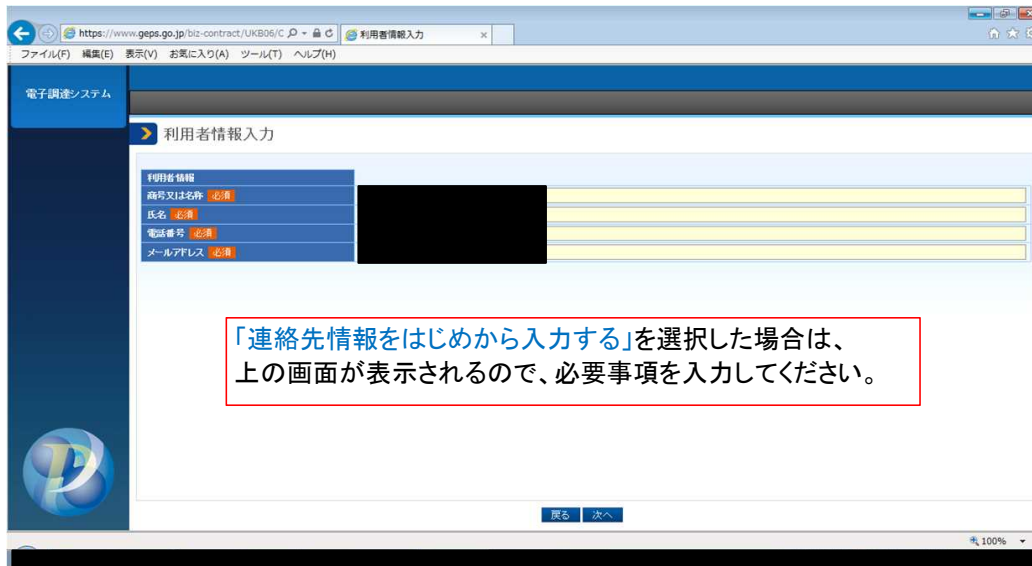 https://www.geps.go.jp/biz-contract/UKB06/C
利用者情報入力
ファイル(F) 編集(E) 表示(V) お気に入り(A) ツール(T) ヘルプ(H)
電子調達システム
利用者情報入力
利用者情報
商号又は名称 必須
氏名 必須
電話番号 必須
メールアドレス 必須
「連絡先情報をはじめから入力する」を選択した場合は、
上の画面が表示されるので、必要事項を入力してください。
戻る 次へ
100%